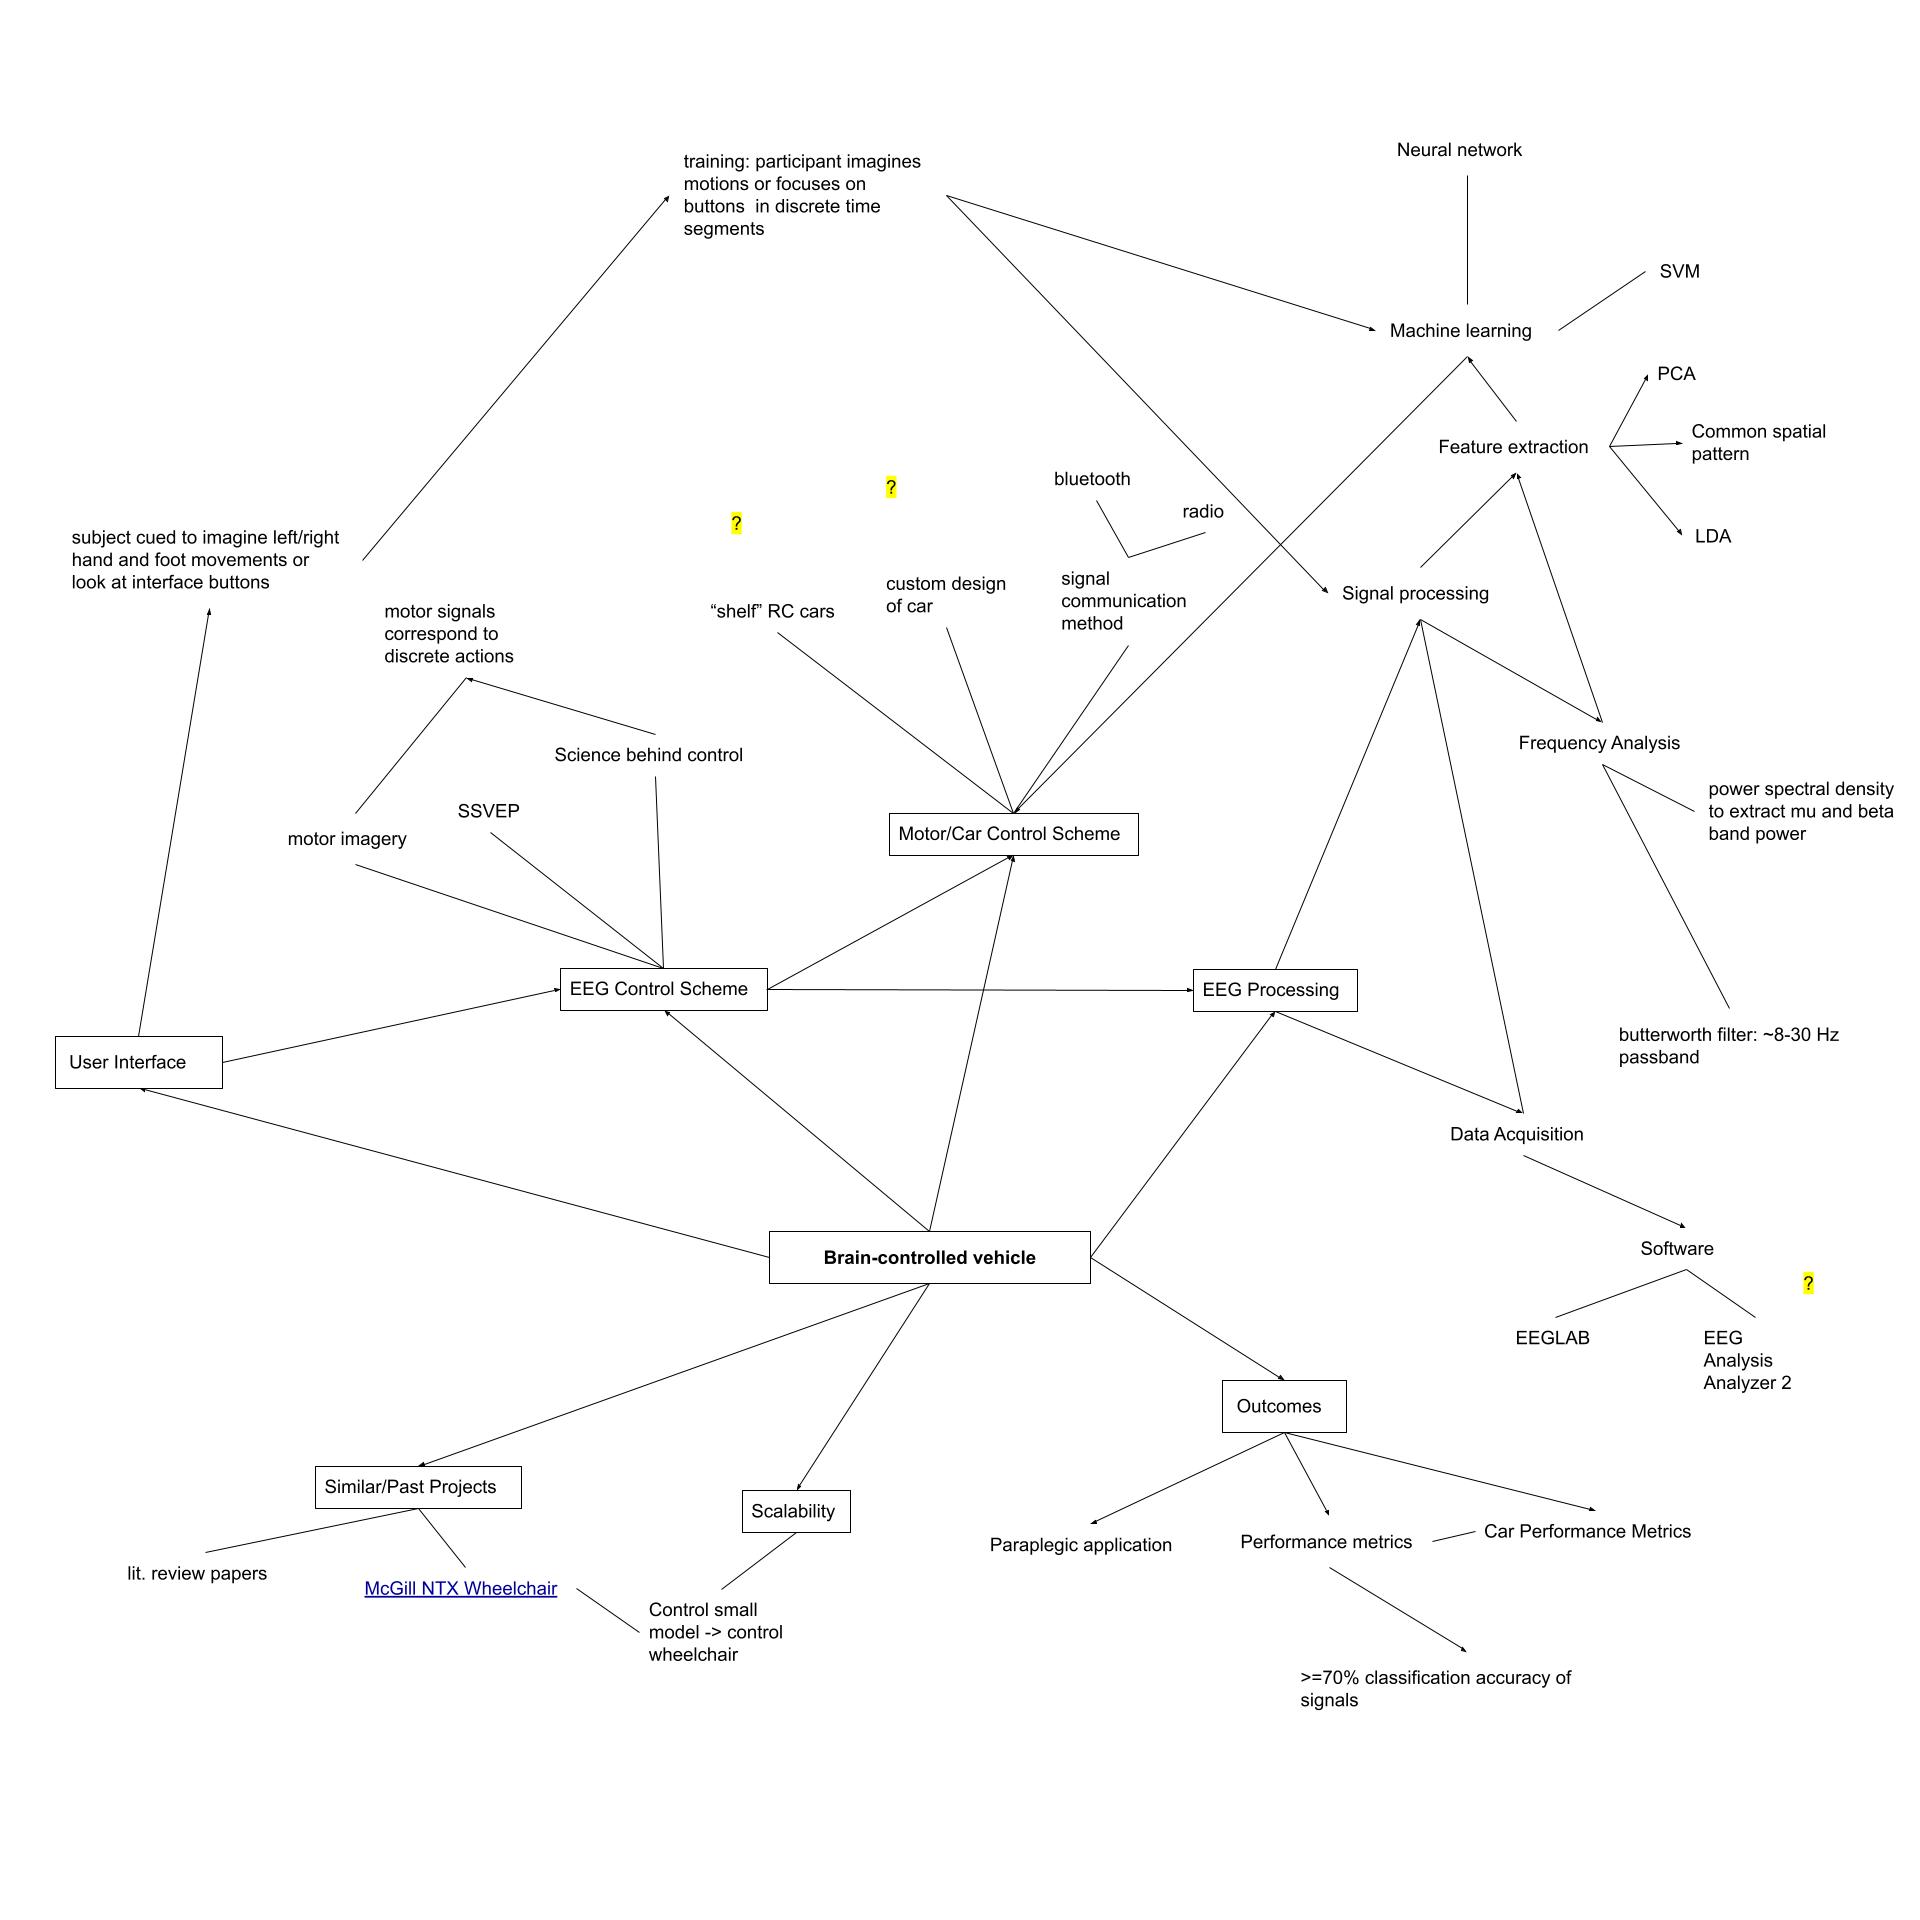 Neural network
training: participant imagines
motions or focuses on
buttons  in discrete time
segments
SVM
Machine learning
PCA
Common spatial
pattern
Feature extraction
LDA
bluetooth
radio
?
?
subject cued to imagine left/right
hand and foot movements or
look at interface buttons
motor signals
correspond to
discrete actions
“shelf” RC cars
custom design
of car
signal
communication
method
Signal processing
Science behind control
Frequency Analysis
power spectral density
to extract mu and beta
band power
SSVEP
motor imagery
Motor/Car Control Scheme
EEG Control Scheme
EEG Processing
butterworth filter: ~8-30 Hz
passband
User Interface
Data Acquisition
Brain-controlled vehicle
Software
?
EEGLAB
EEG
Analysis
Analyzer 2
Outcomes
Similar/Past Projects
Scalability
lit. review papers
McGill NTX Wheelchair
Control small
model -> control
wheelchair
Paraplegic application
Performance metrics
Car Performance Metrics
>=70% classification accuracy of
signals